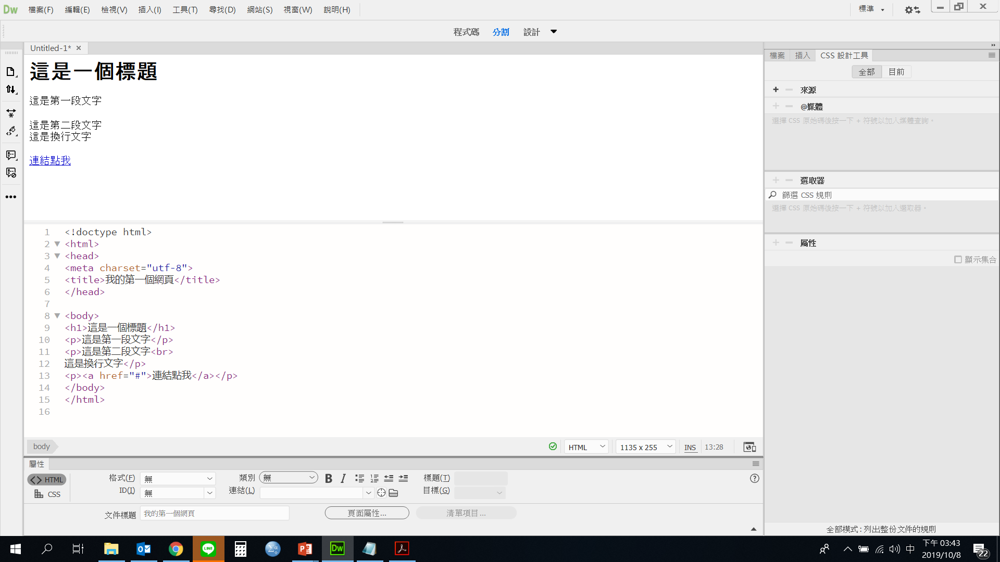 Dw 檔案(F) 編輯(E) 檢視(V) 插入(I) 工具(T) 尋找(D) 網站(S) 視窗(W) 說明(H) 標準
程式碼 分割 設計
Untitled-1*
這是一個標題
這是第一段文字
這是第二段文字
這是換行文字
連結點我
1 <!doctype html>
2 <html>
3 <head>
4 <meta charset="utf-8">
5 <title>我的第一個網頁</title>
6 </head>
7
8 <body>
9 <h1>這是一個標題</h1>
10 <p>這是第一段文字</p>
11 <p>這是第二段文字<br>
12 這是換行文字</p>
13 <p><a href="#">連結點我</a></p>
14 </body>
15 </html>
16
body HTML 1135 x 255 INS 13:28
屬性
HTML 格式(F) 無 類別 無 B I 標題(T)
CSS ID(I) 無 連結(L) 目標(G)
文件標題 我的第一個網頁 頁面屬性... 清單項目...
檔案 插入 CSS 設計工具
全部 目前
+ − 來源
+ − @媒體
選擇 CSS 原始碼後按一下 + 符號以加入媒體查詢。
+ − 選取器
篩選 CSS 規則
選擇 CSS 原始碼後按一下 + 符號以加入選取器。
+ − 屬性
顯示集合
全部模式 : 列出整份文件的規則
LINE Dw 中 下午 03:43
2019/10/8 22